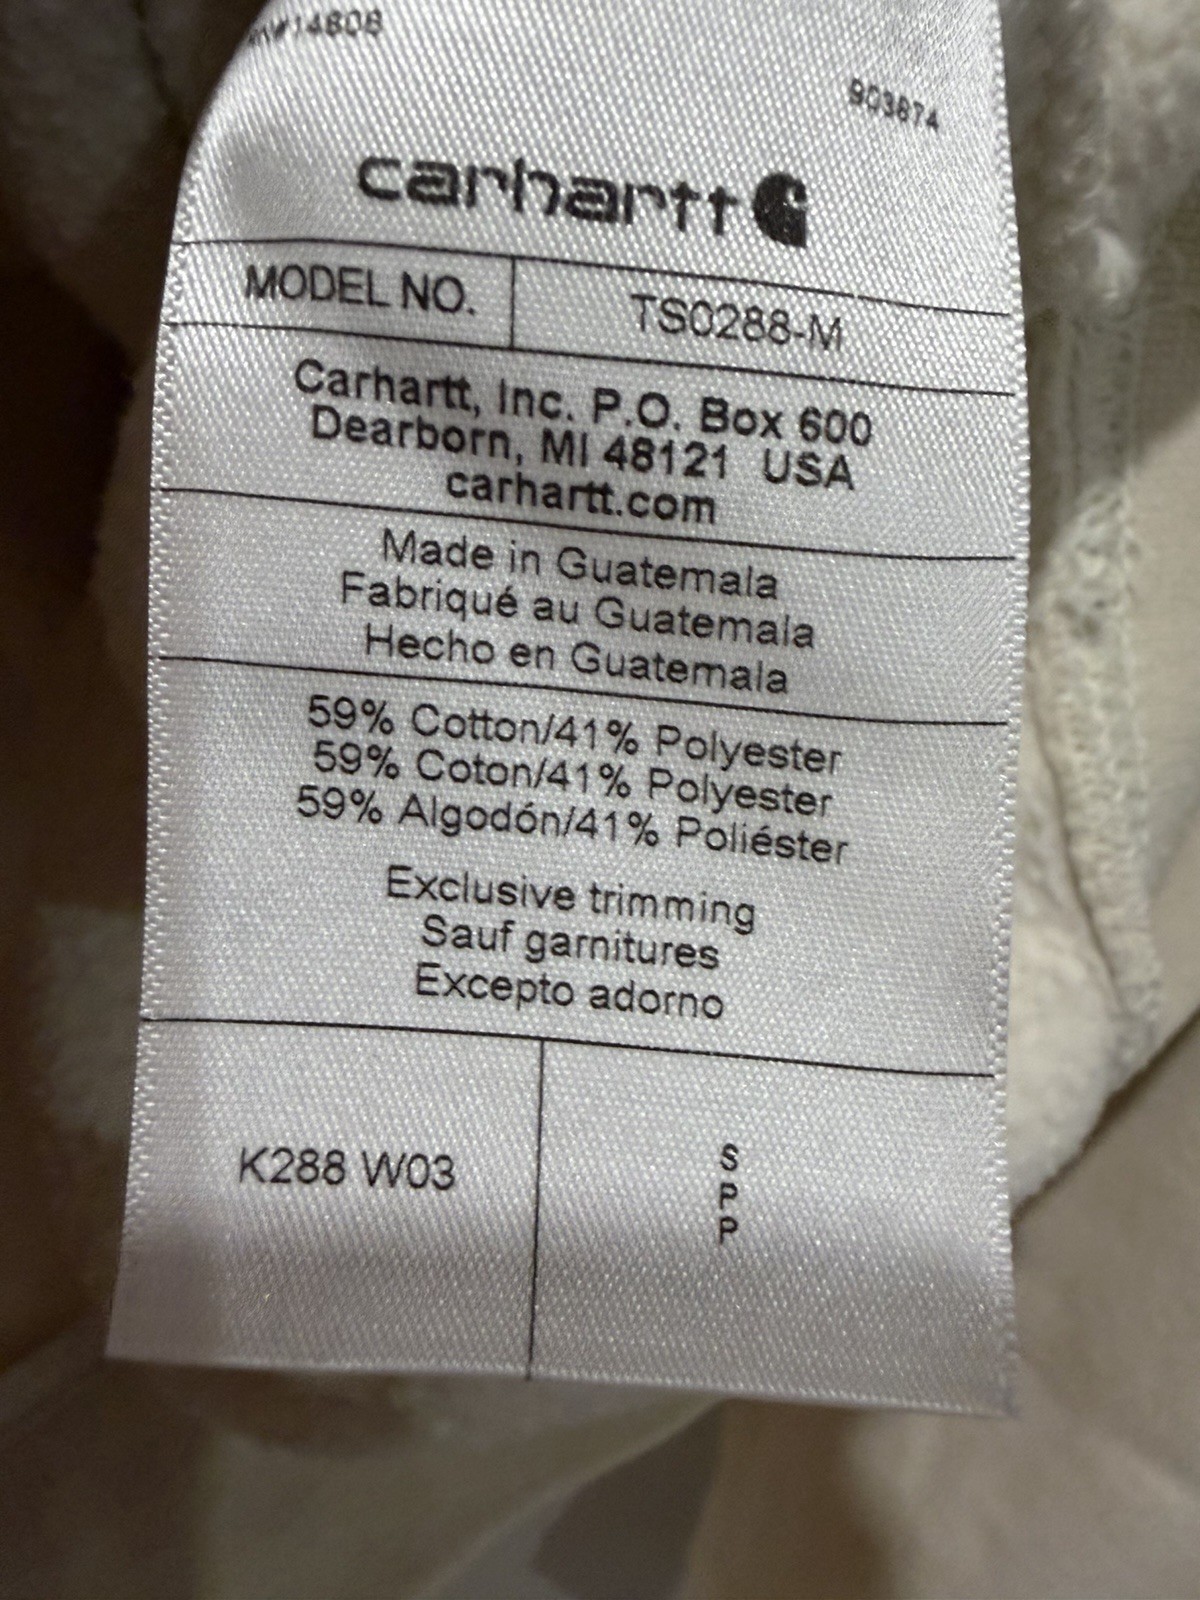 RN#14806
903874
carhartt
MODEL NO. TS0288-M
Carhartt, Inc. P.O. Box 600
Dearborn, MI 48121 USA
carhartt.com
Made in Guatemala
Fabriqué au Guatemala
Hecho en Guatemala
59% Cotton/41% Polyester
59% Coton/41% Polyester
59% Algodón/41% Poliéster
Exclusive trimming
Sauf garnitures
Excepto adorno
K288 W03
S
P
P